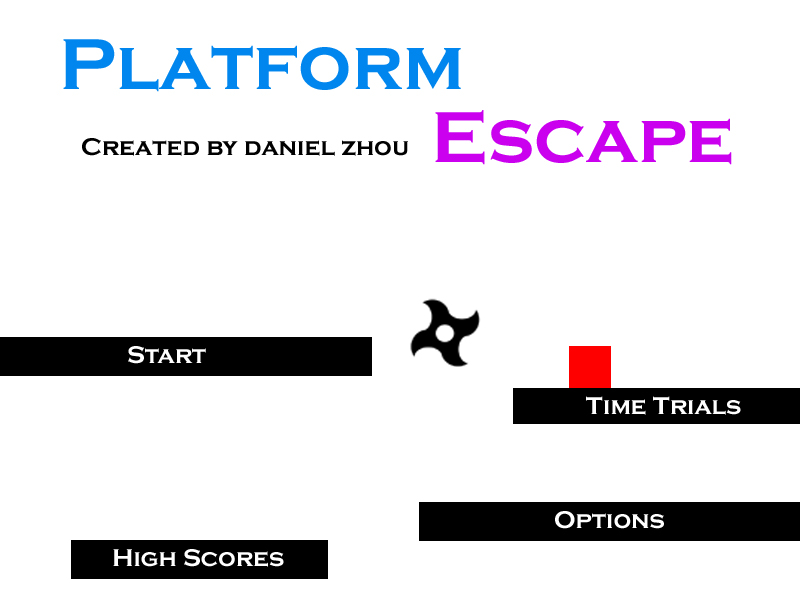 Platform
Escape
Created by daniel zhou
Start
Time Trials
Options
High Scores